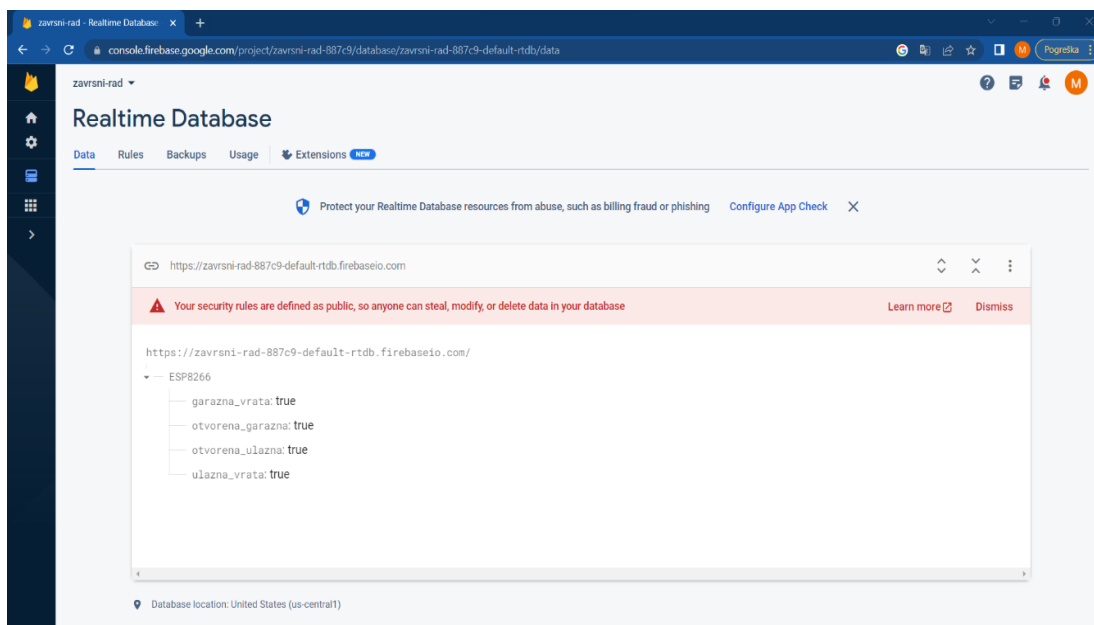 zavrsni-rad - Realtime Database
console.firebase.google.com/project/zavrsni-rad-887c9/database/zavrsni-rad-887c9-default-rtdb/data
M
Pogreška
zavrsni-rad
M
Realtime Database
Data Rules Backups Usage Extensions NEW
Protect your Realtime Database resources from abuse, such as billing fraud or phishing Configure App Check
https://zavrsni-rad-887c9-default-rtdb.firebaseio.com
Your security rules are defined as public, so anyone can steal, modify, or delete data in your database Learn more Dismiss
https://zavrsni-rad-887c9-default-rtdb.firebaseio.com/
ESP8266
garazna_vrata: true
otvorena_garazna: true
otvorena_ulazna: true
ulazna_vrata: true
Database location: United States (us-central1)